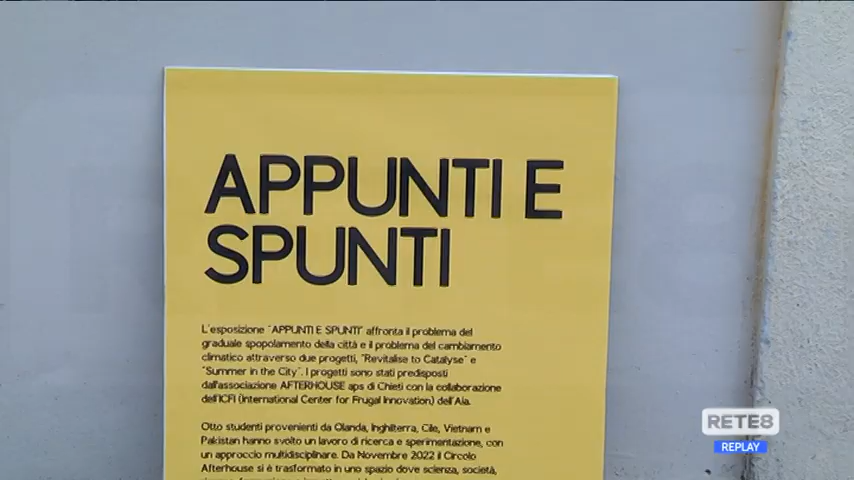 APPUNTI E
SPUNTI
L'esposizione "APPUNTI E SPUNTI" affronta il problema del
graduale spopolamento della città e il problema del cambiamento
climatico attraverso due progetti, "Revitalise to Catalyse" e
"Summer in the City". I progetti sono stati predisposti
dall'associazione AFTERHOUSE aps di Chieti con la collaborazione
dell'ICFI (International Center for Frugal Innovation) dell'Aia.
Otto studenti provenienti da Olanda, Inghilterra, Cile, Vietnam e
Pakistan hanno svolto un lavoro di ricerca e sperimentazione, con
un approccio multidisciplinare. Da Novembre 2022 il Circolo
Afterhouse si è trasformato in uno spazio dove scienza, società,
RETE8
REPLAY